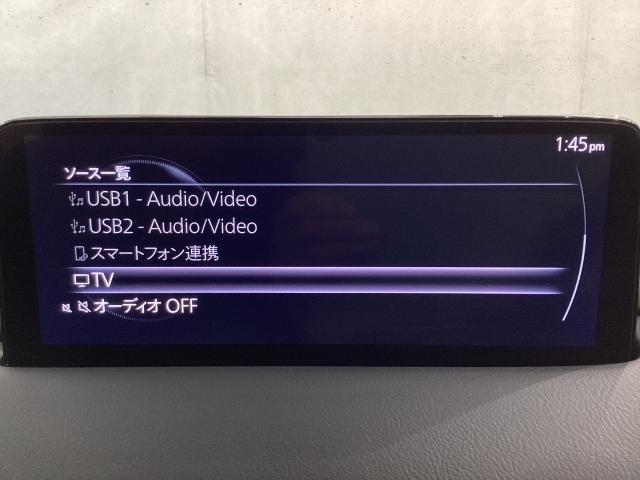 1:45pm
ソース一覧
USB1 - Audio/Video
USB2 - Audio/Video
スマートフォン連携
TV
オーディオ OFF